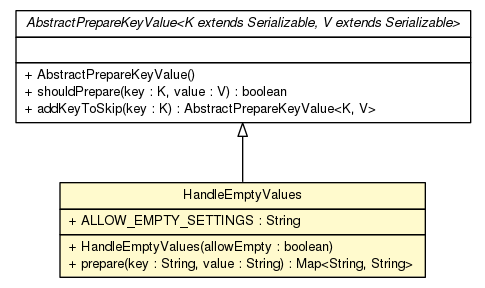 AbstractPrepareKeyValue<K extends Serializable, V extends Serializable>
+ AbstractPrepareKeyValue()
+ shouldPrepare(key : K, value : V) : boolean
+ addKeyToSkip(key : K) : AbstractPrepareKeyValue<K, V>
HandleEmptyValues
+ ALLOW_EMPTY_SETTINGS : String
+ HandleEmptyValues(allowEmpty : boolean)
+ prepare(key : String, value : String) : Map<String, String>